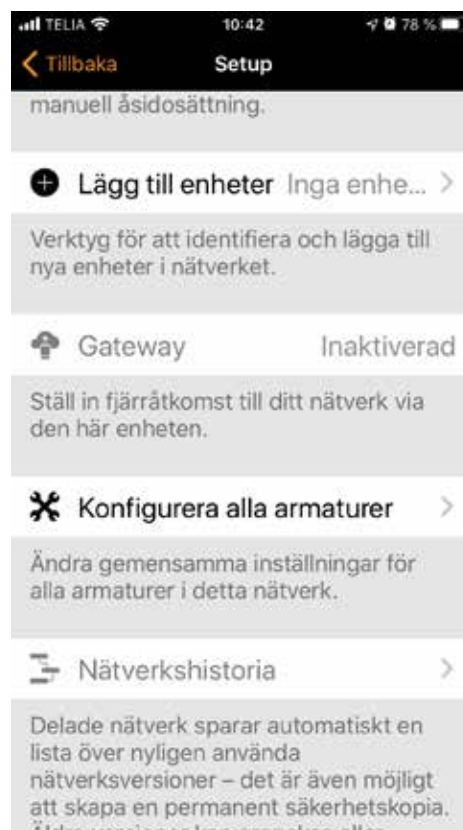 TELIA 10:42 78 %
Tillbaka Setup
manuell åsidosättning.
Lägg till enheter Inga enhe...
Verktyg för att identifiera och lägga till
nya enheter i nätverket.
Gateway Inaktiverad
Ställ in fjärråtkomst till ditt nätverk via
den här enheten.
Konfigurera alla armaturer
Ändra gemensamma inställningar för
alla armaturer i detta nätverk.
Nätverkshistoria
Delade nätverk sparar automatiskt en
lista över nyligen använda
nätverksversioner – det är även möjligt
att skapa en permanent säkerhetskopia.